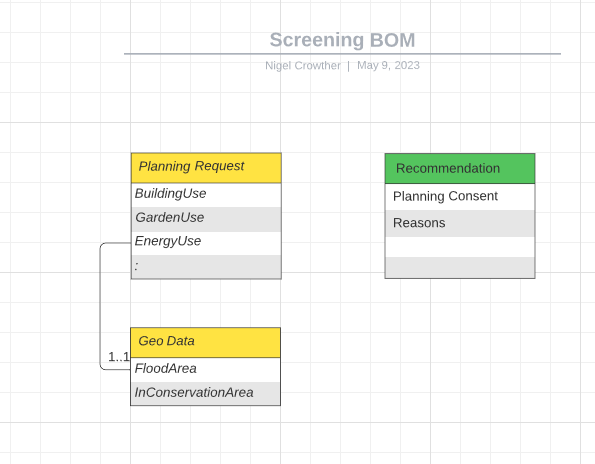 Screening BOM
Nigel Crowther | May 9, 2023
Planning Request
BuildingUse
GardenUse
EnergyUse
:
Recommendation
Planning Consent
Reasons
1..1
Geo Data
FloodArea
InConservationArea